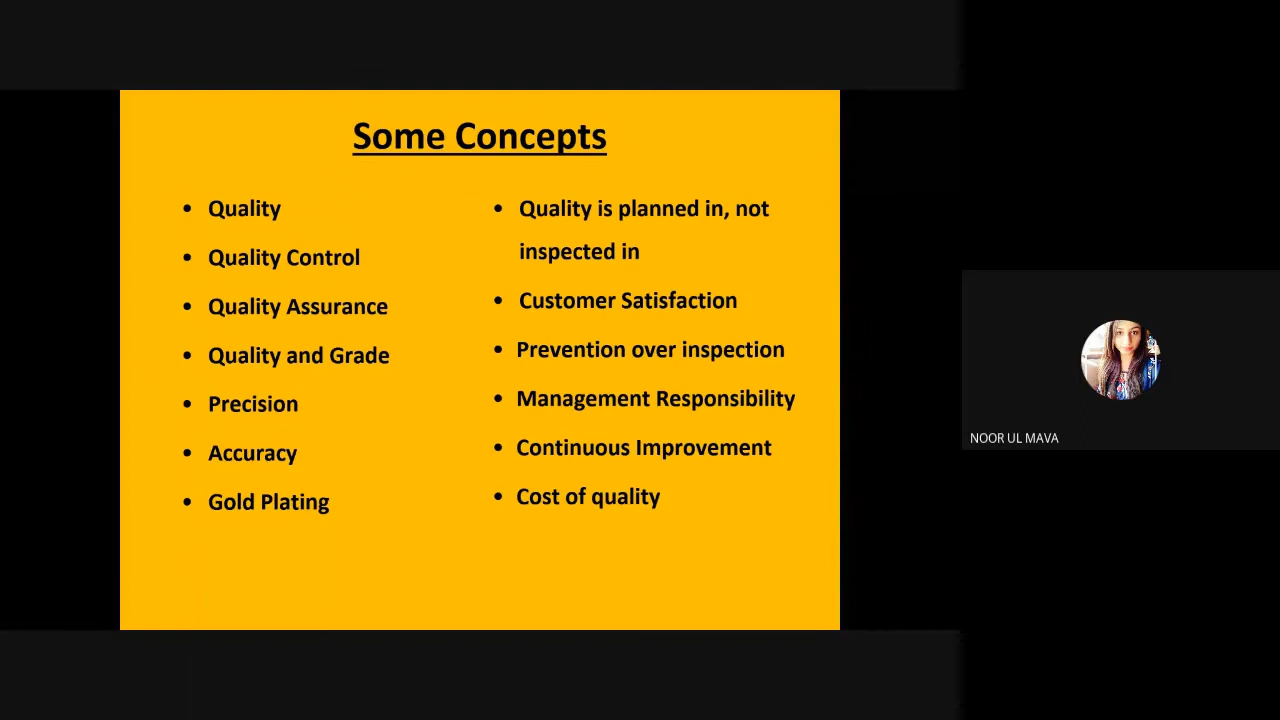 Some Concepts
• Quality
• Quality Control
• Quality Assurance
• Quality and Grade
• Precision
• Accuracy
• Gold Plating
• Quality is planned in, not
inspected in
• Customer Satisfaction
• Prevention over inspection
• Management Responsibility
• Continuous Improvement
• Cost of quality
NOOR UL MAVA